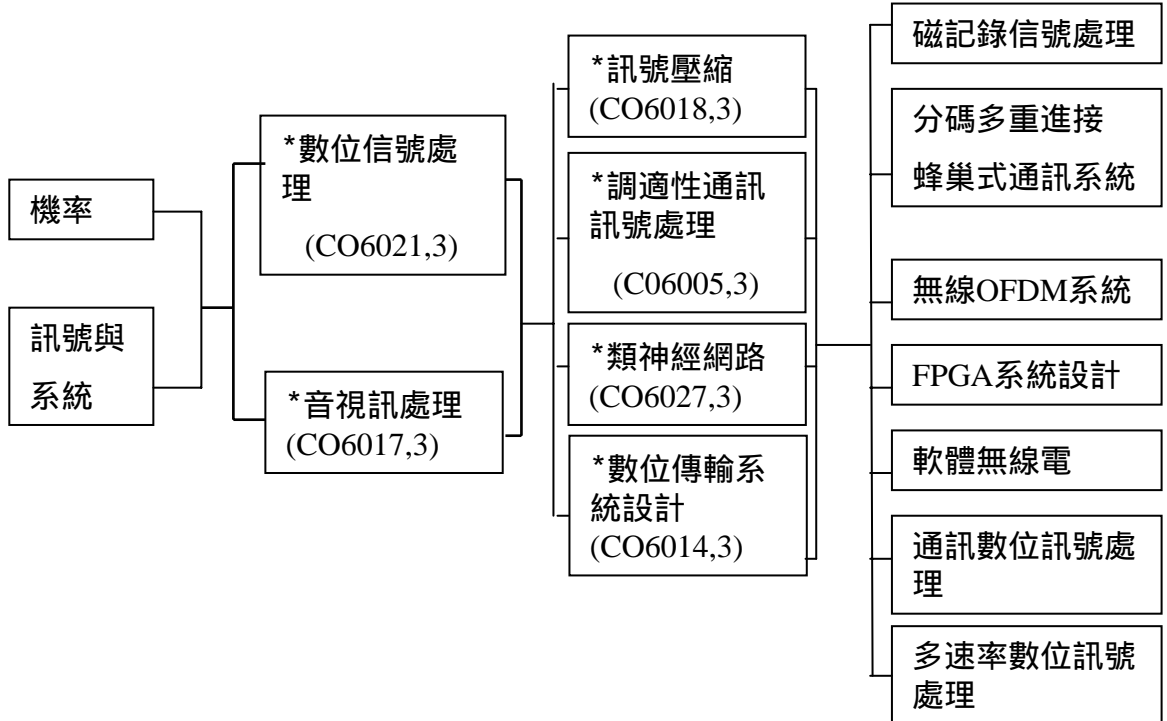 機率
訊號與
系統
*數位信號處
理
(CO6021,3)
*音視訊處理
(CO6017,3)
*訊號壓縮
(CO6018,3)
*調適性通訊
訊號處理
(C06005,3)
*類神經網路
(CO6027,3)
*數位傳輸系
統設計
(CO6014,3)
磁記錄信號處理
分碼多重進接
蜂巢式通訊系統
無線OFDM系統
FPGA系統設計
軟體無線電
通訊數位訊號處
理
多速率數位訊號
處理